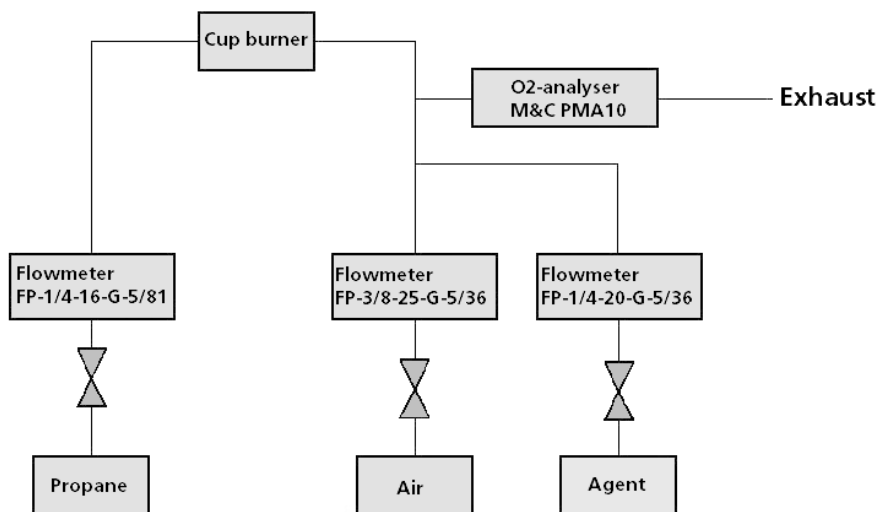 Cup burner
O2-analyser
M&C PMA10
Exhaust
Flowmeter
FP-1/4-16-G-5/81
Flowmeter
FP-3/8-25-G-5/36
Flowmeter
FP-1/4-20-G-5/36
Propane
Air
Agent